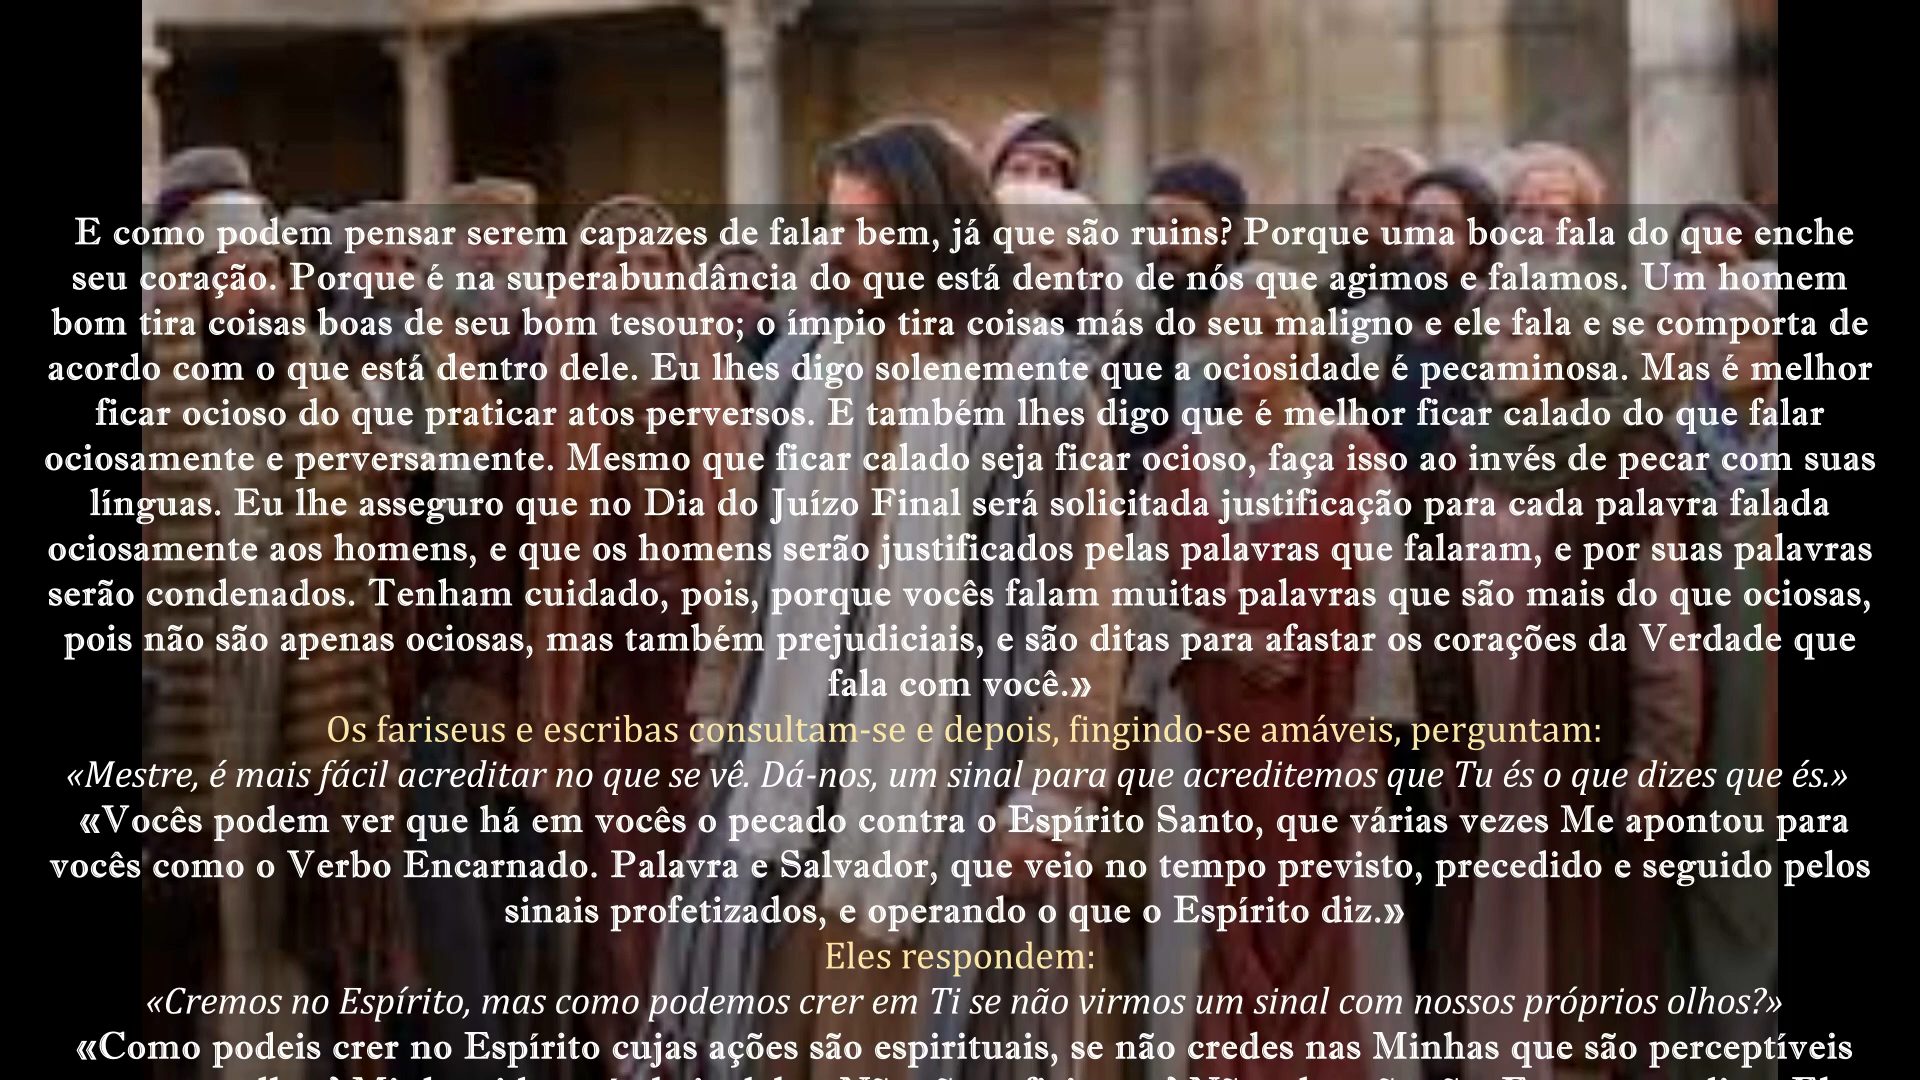 E como podem pensar serem capazes de falar bem, já que são ruins? Porque uma boca fala do que enche
seu coração. Porque é na superabundância do que está dentro de nós que agimos e falamos. Um homem
bom tira coisas boas de seu bom tesouro; o ímpio tira coisas más do seu maligno e ele fala e se comporta de
acordo com o que está dentro dele. Eu lhes digo solenemente que a ociosidade é pecaminosa. Mas é melhor
ficar ocioso do que praticar atos perversos. E também lhes digo que é melhor ficar calado do que falar
ociosamente e perversamente. Mesmo que ficar calado seja ficar ocioso, faça isso ao invés de pecar com suas
línguas. Eu lhe asseguro que no Dia do Juízo Final será solicitada justificação para cada palavra falada
ociosamente aos homens, e que os homens serão justificados pelas palavras que falaram, e por suas palavras
serão condenados. Tenham cuidado, pois, porque vocês falam muitas palavras que são mais do que ociosas,
pois não são apenas ociosas, mas também prejudiciais, e são ditas para afastar os corações da Verdade que
fala com você.»
Os fariseus e escribas consultam-se e depois, fingindo-se amáveis, perguntam:
«Mestre, é mais fácil acreditar no que se vê. Dá-nos, um sinal para que acreditemos que Tu és o que dizes que és.»
«Vocês podem ver que há em vocês o pecado contra o Espírito Santo, que várias vezes Me apontou para
vocês como o Verbo Encarnado. Palavra e Salvador, que veio no tempo previsto, precedido e seguido pelos
sinais profetizados, e operando o que o Espírito diz.»
Eles respondem:
«Cremos no Espírito, mas como podemos crer em Ti se não virmos um sinal com nossos próprios olhos?»
«Como podeis crer no Espírito cujas ações são espirituais, se não credes nas Minhas que são perceptíveis